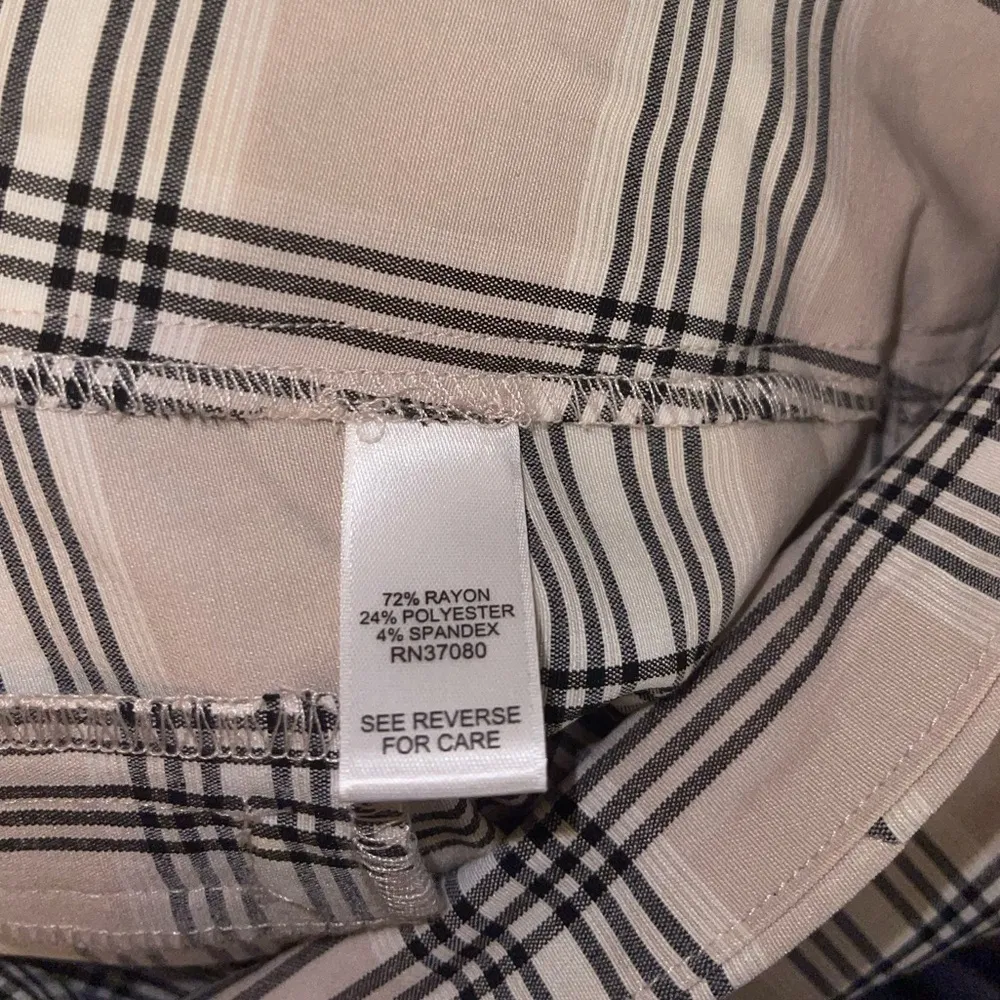 72% RAYON
24% POLYESTER
4% SPANDEX
RN37080
SEE REVERSE
FOR CARE